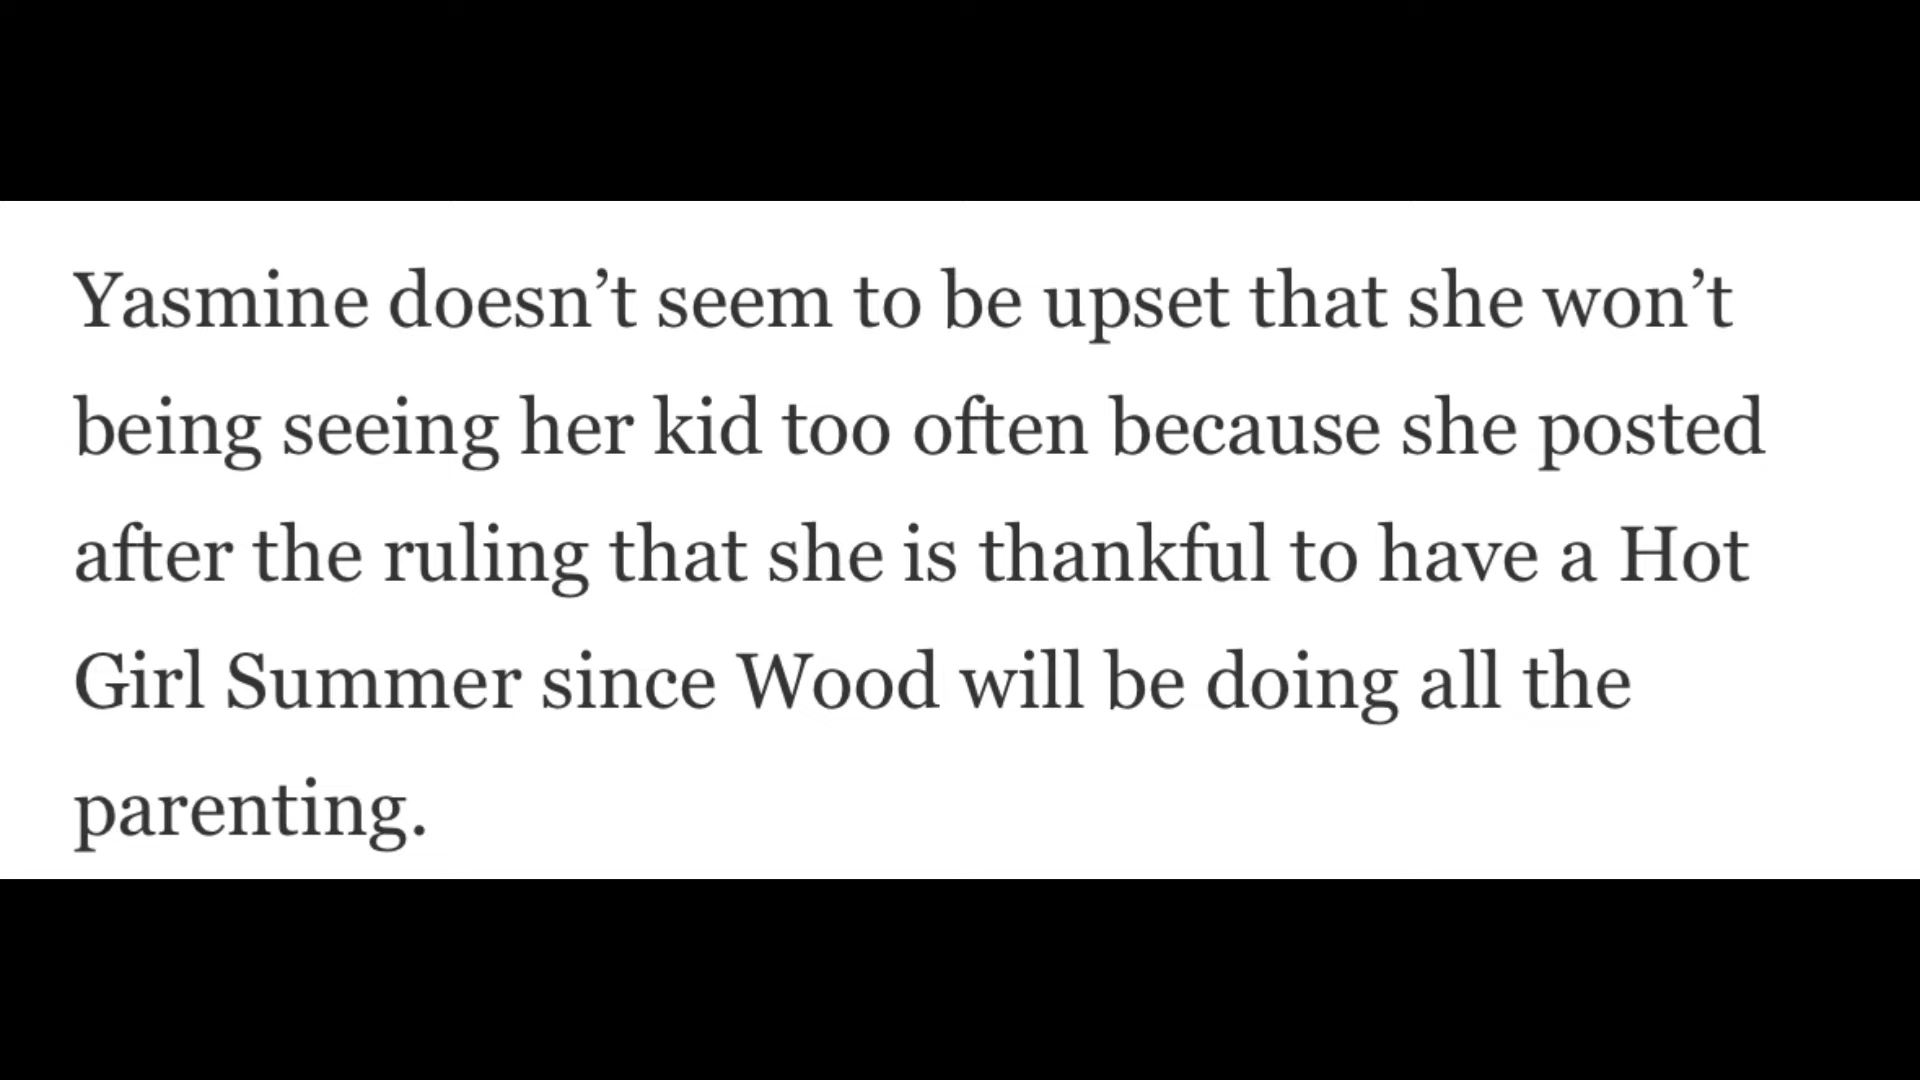 Yasmine doesn’t seem to be upset that she won’t
being seeing her kid too often because she posted
after the ruling that she is thankful to have a Hot
Girl Summer since Wood will be doing all the
parenting.